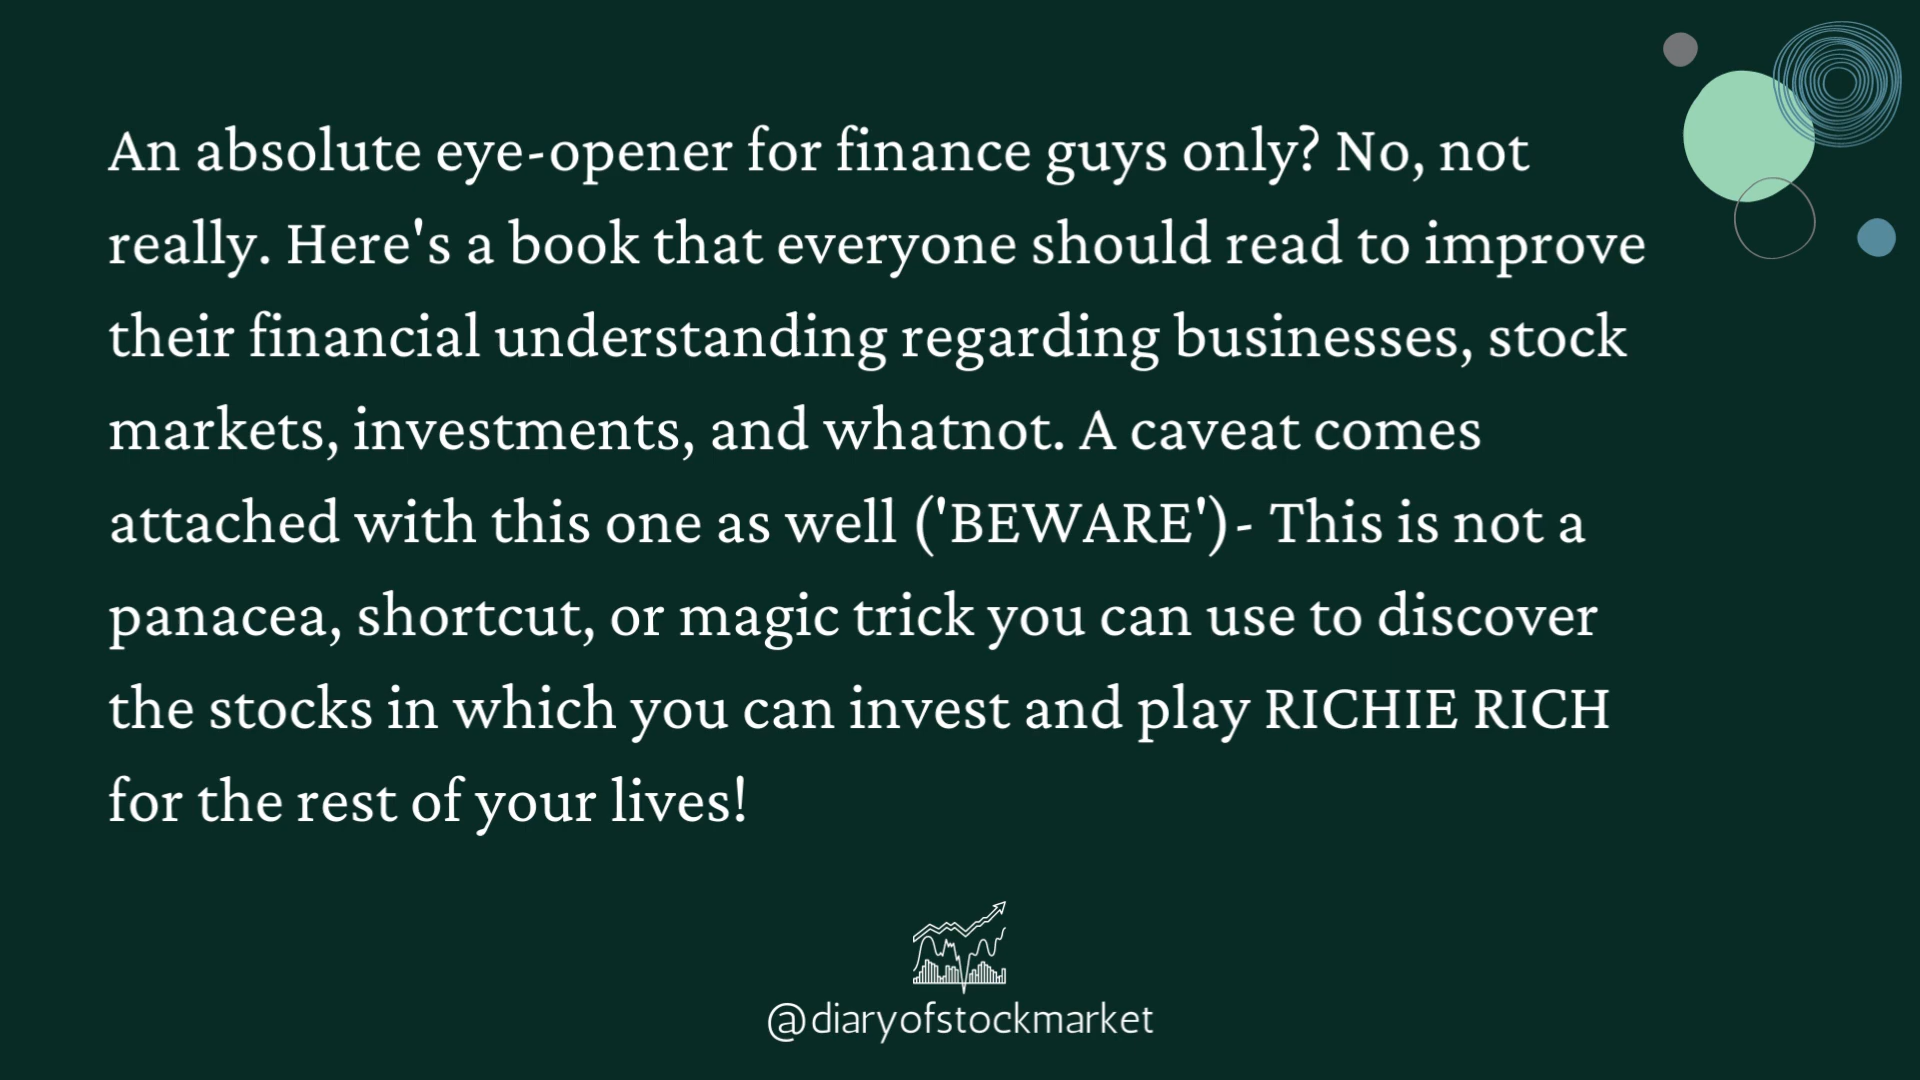 An absolute eye-opener for finance guys only? No, not
really. Here's a book that everyone should read to improve
their financial understanding regarding businesses, stock
markets, investments, and whatnot. A caveat comes
attached with this one as well ('BEWARE')- This is not a
panacea, shortcut, or magic trick you can use to discover
the stocks in which you can invest and play RICHIE RICH
for the rest of your lives!
@diaryofstockmarket